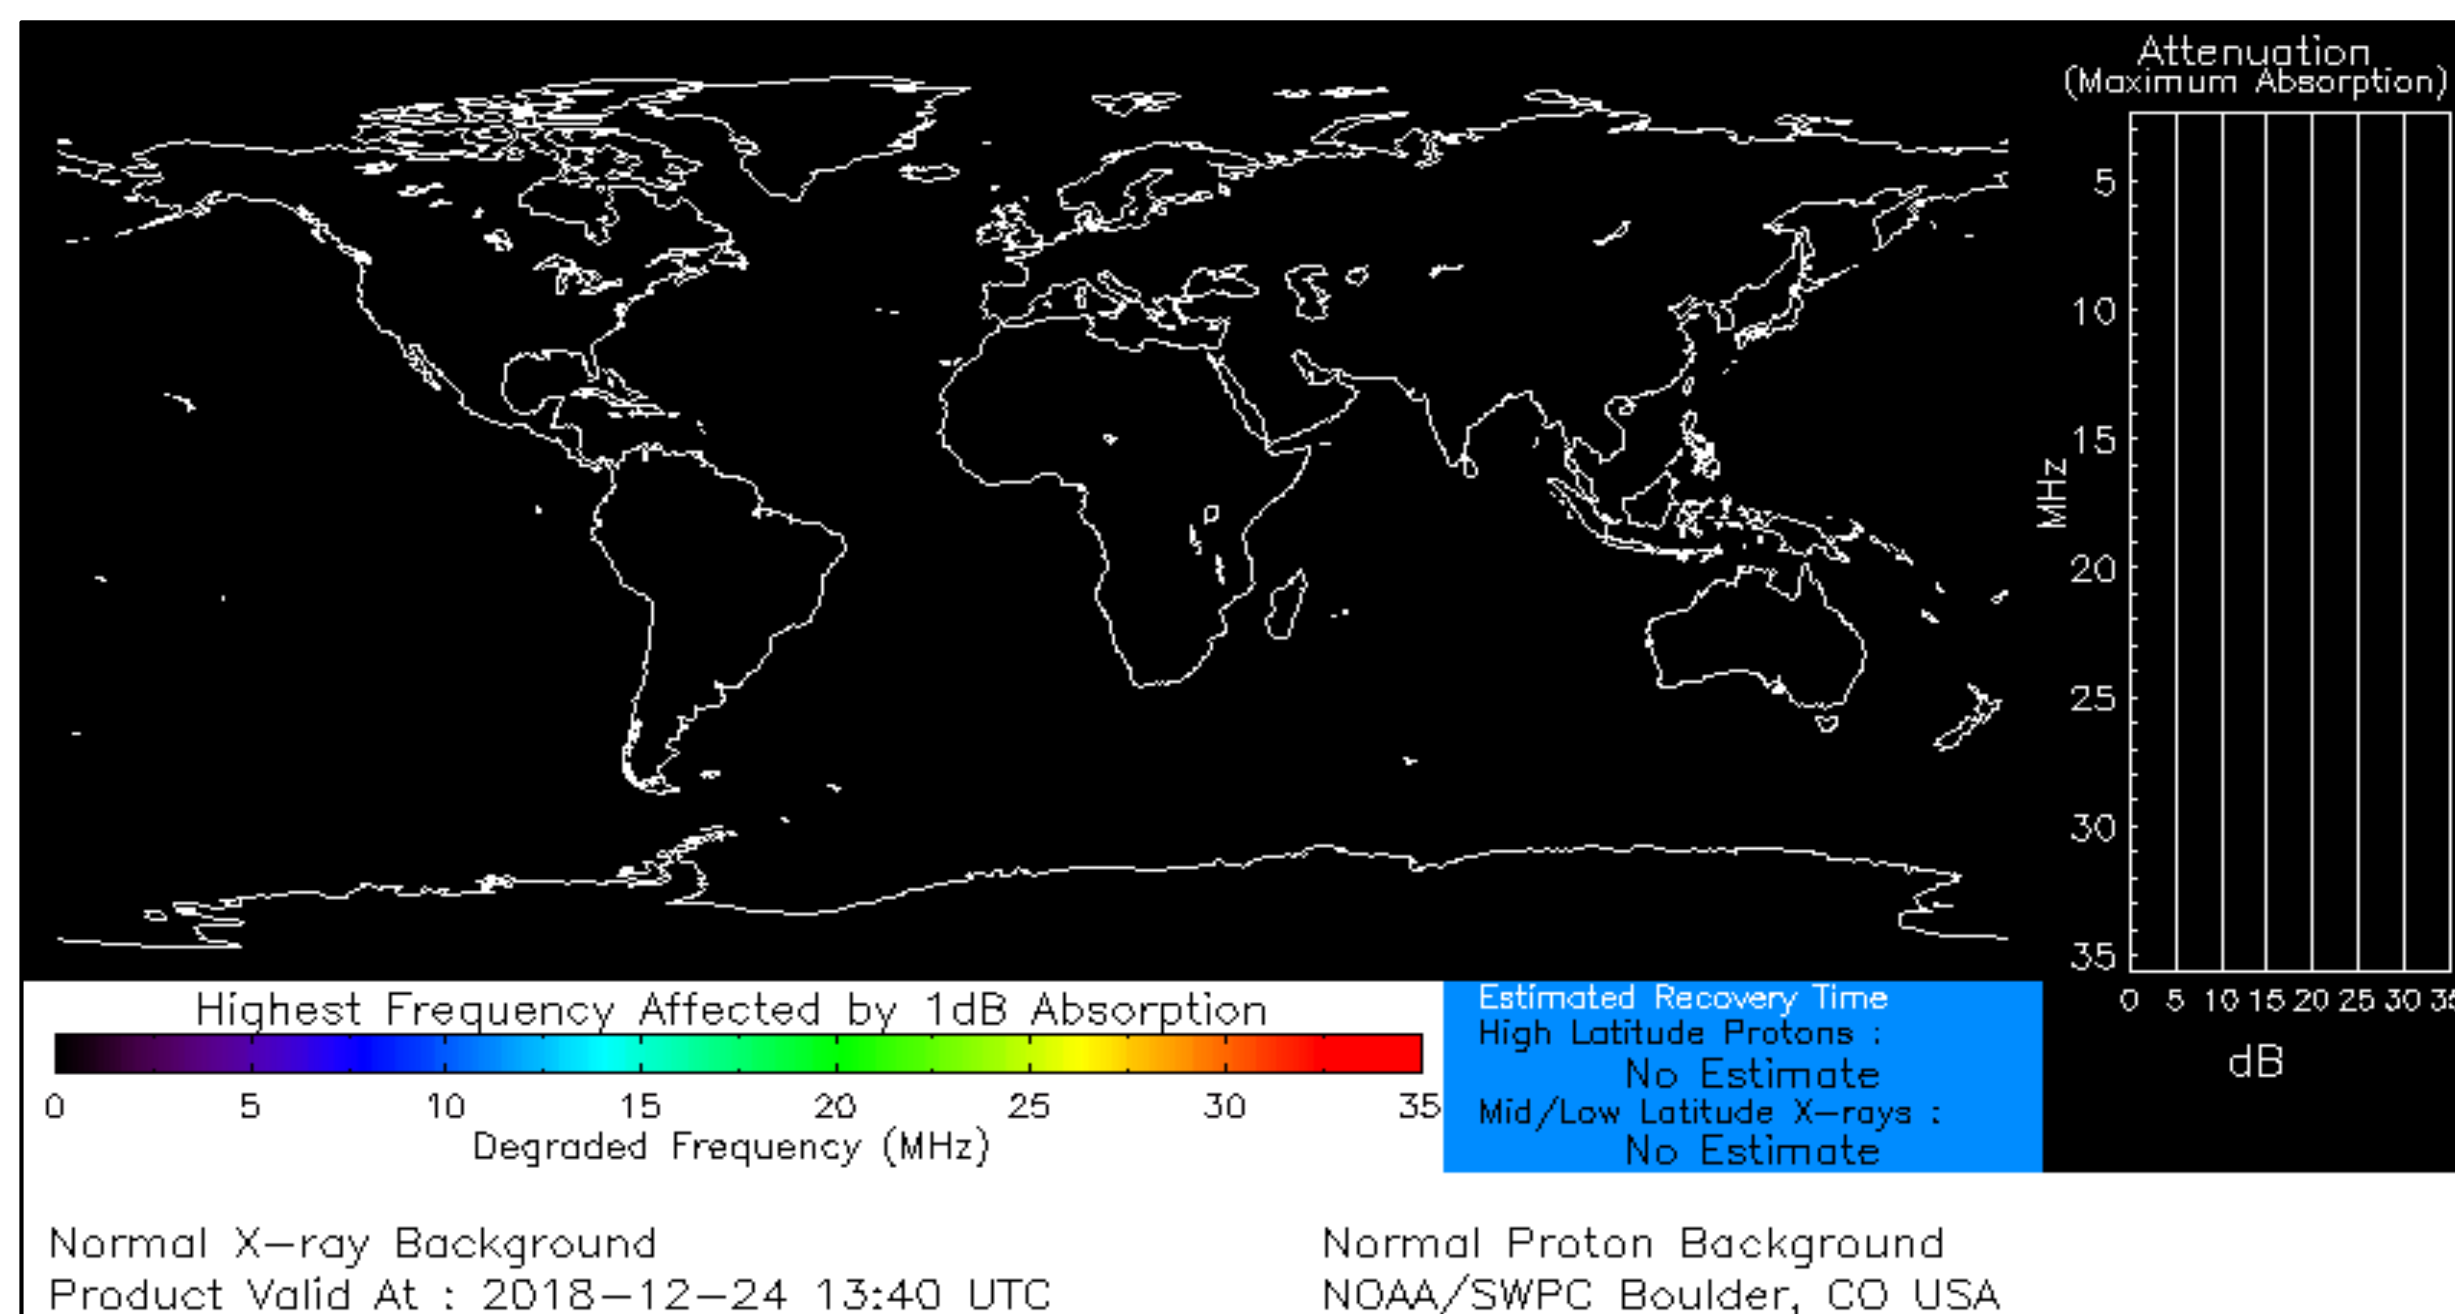 Attenuation
(Maximum Absorption)
5
10
15
20
25
30
35
MHz
0 5 10 15 20 25 30 35
dB
Highest Frequency Affected by 1dB Absorption
0 5 10 15 20 25 30 35
Degraded Frequency (MHz)
Estimated Recovery Time
High Latitude Protons :
No Estimate
Mid/Low Latitude X-rays :
No Estimate
Normal X-ray Background
Normal Proton Background
Product Valid At : 2018-12-24 13:40 UTC
NOAA/SWPC Boulder, CO USA